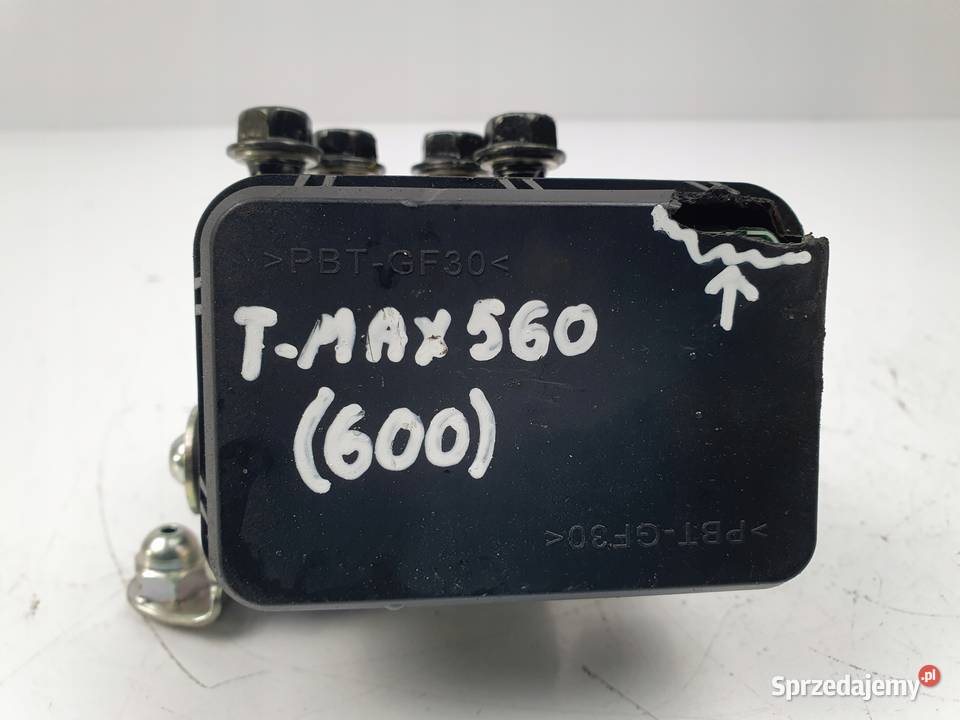 >PBT-GF30<
T-MAX 560
(600)
>PBT-GF30<
Sprzedajemy.pl